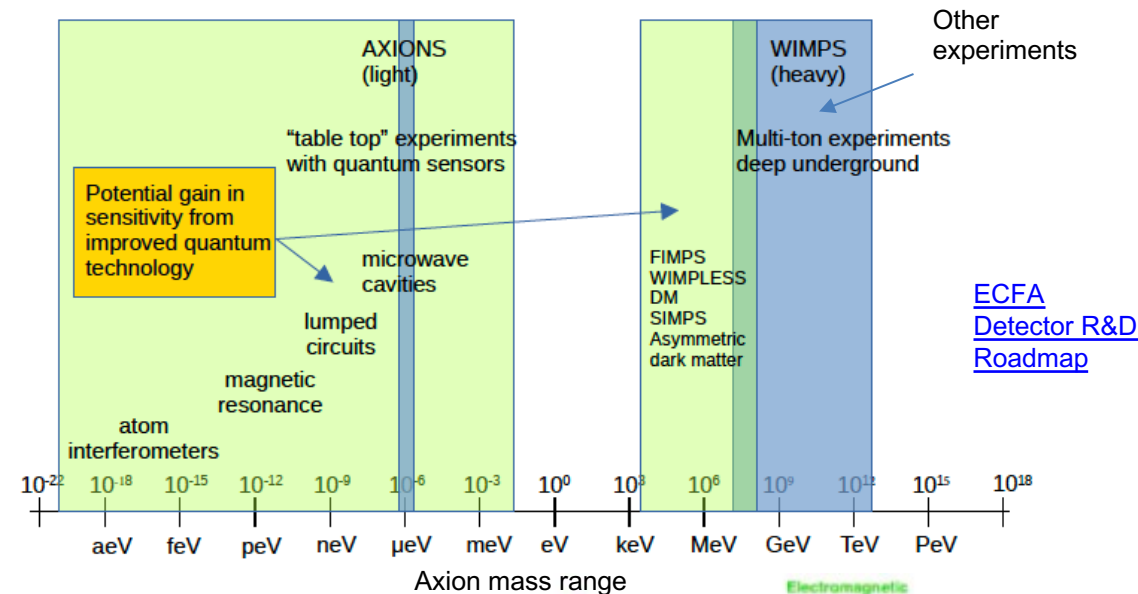 Other
experiments
AXIONS
(light)
WIMPS
(heavy)
“table top” experiments
with quantum sensors
Multi-ton experiments
deep underground
Potential gain in
sensitivity from
improved quantum
technology
microwave
cavities
FIMPS
WIMPLESS
DM
SIMPS
Asymmetric
dark matter
ECFA
Detector R&D
Roadmap
lumped
circuits
magnetic
resonance
atom
interferometers
10⁻²² 10⁻¹⁸ 10⁻¹⁵ 10⁻¹² 10⁻⁹ 10⁻⁶ 10⁻³ 10⁰ 10³ 10⁶ 10⁹ 10¹² 10¹⁵ 10¹⁸
aeV feV peV neV µeV meV eV keV MeV GeV TeV PeV
Axion mass range
Electromagnetic